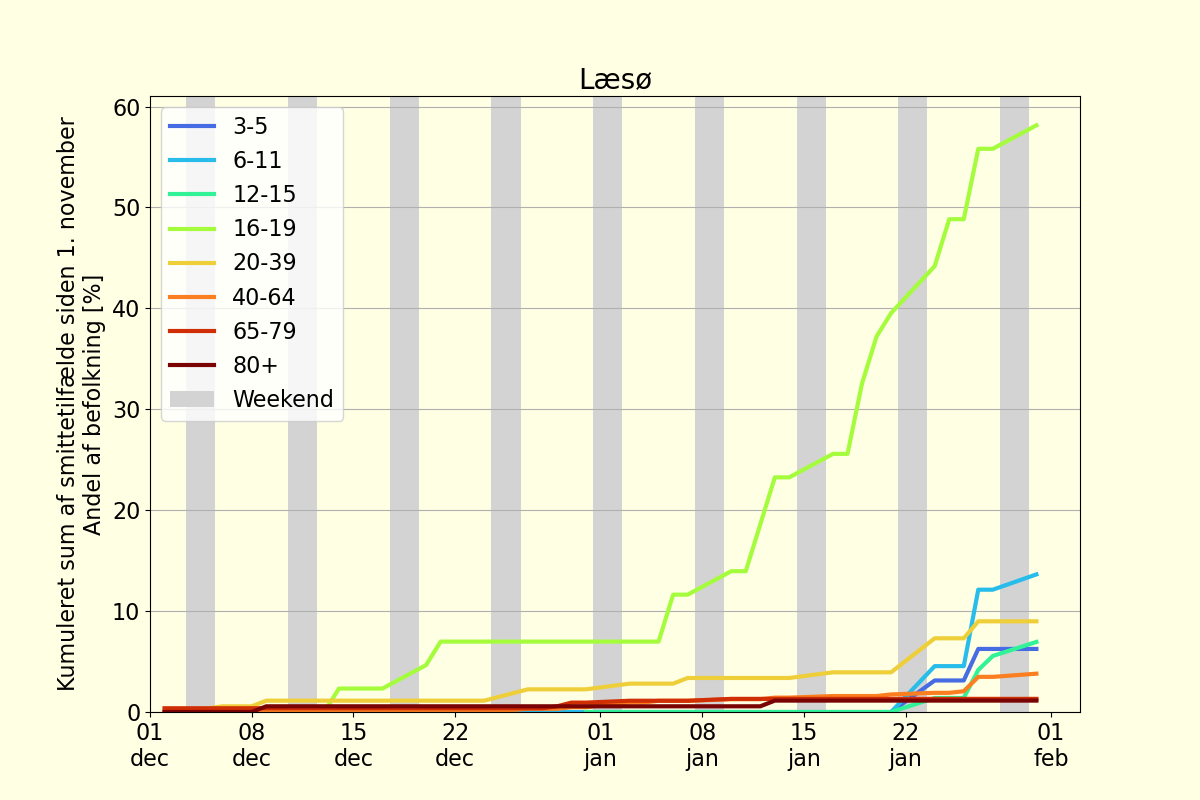 Læsø
Kumuleret sum af smittetilfælde siden 1. november
Andel af befolkning [%]
60
50
40
30
20
10
0
3-5
6-11
12-15
16-19
20-39
40-64
65-79
80+
Weekend
01 08 15 22 01 08 15 22 01
dec dec dec dec jan jan jan jan feb